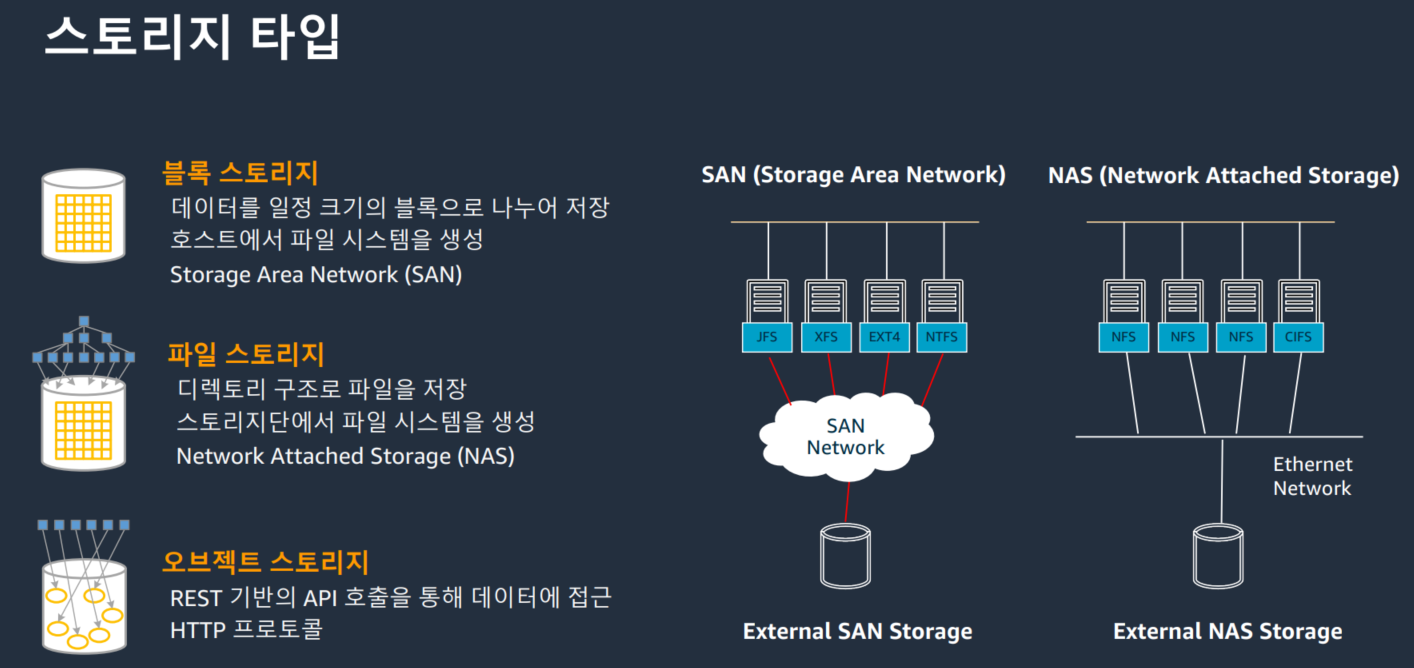 스토리지 타입
블록 스토리지
데이터를 일정 크기의 블록으로 나누어 저장
호스트에서 파일 시스템을 생성
Storage Area Network (SAN)
파일 스토리지
디렉토리 구조로 파일을 저장
스토리지단에서 파일 시스템을 생성
Network Attached Storage (NAS)
오브젝트 스토리지
REST 기반의 API 호출을 통해 데이터에 접근
HTTP 프로토콜
SAN (Storage Area Network)
JFS XFS EXT4 NTFS
SAN
Network
External SAN Storage
NAS (Network Attached Storage)
NFS NFS NFS CIFS
Ethernet
Network
External NAS Storage